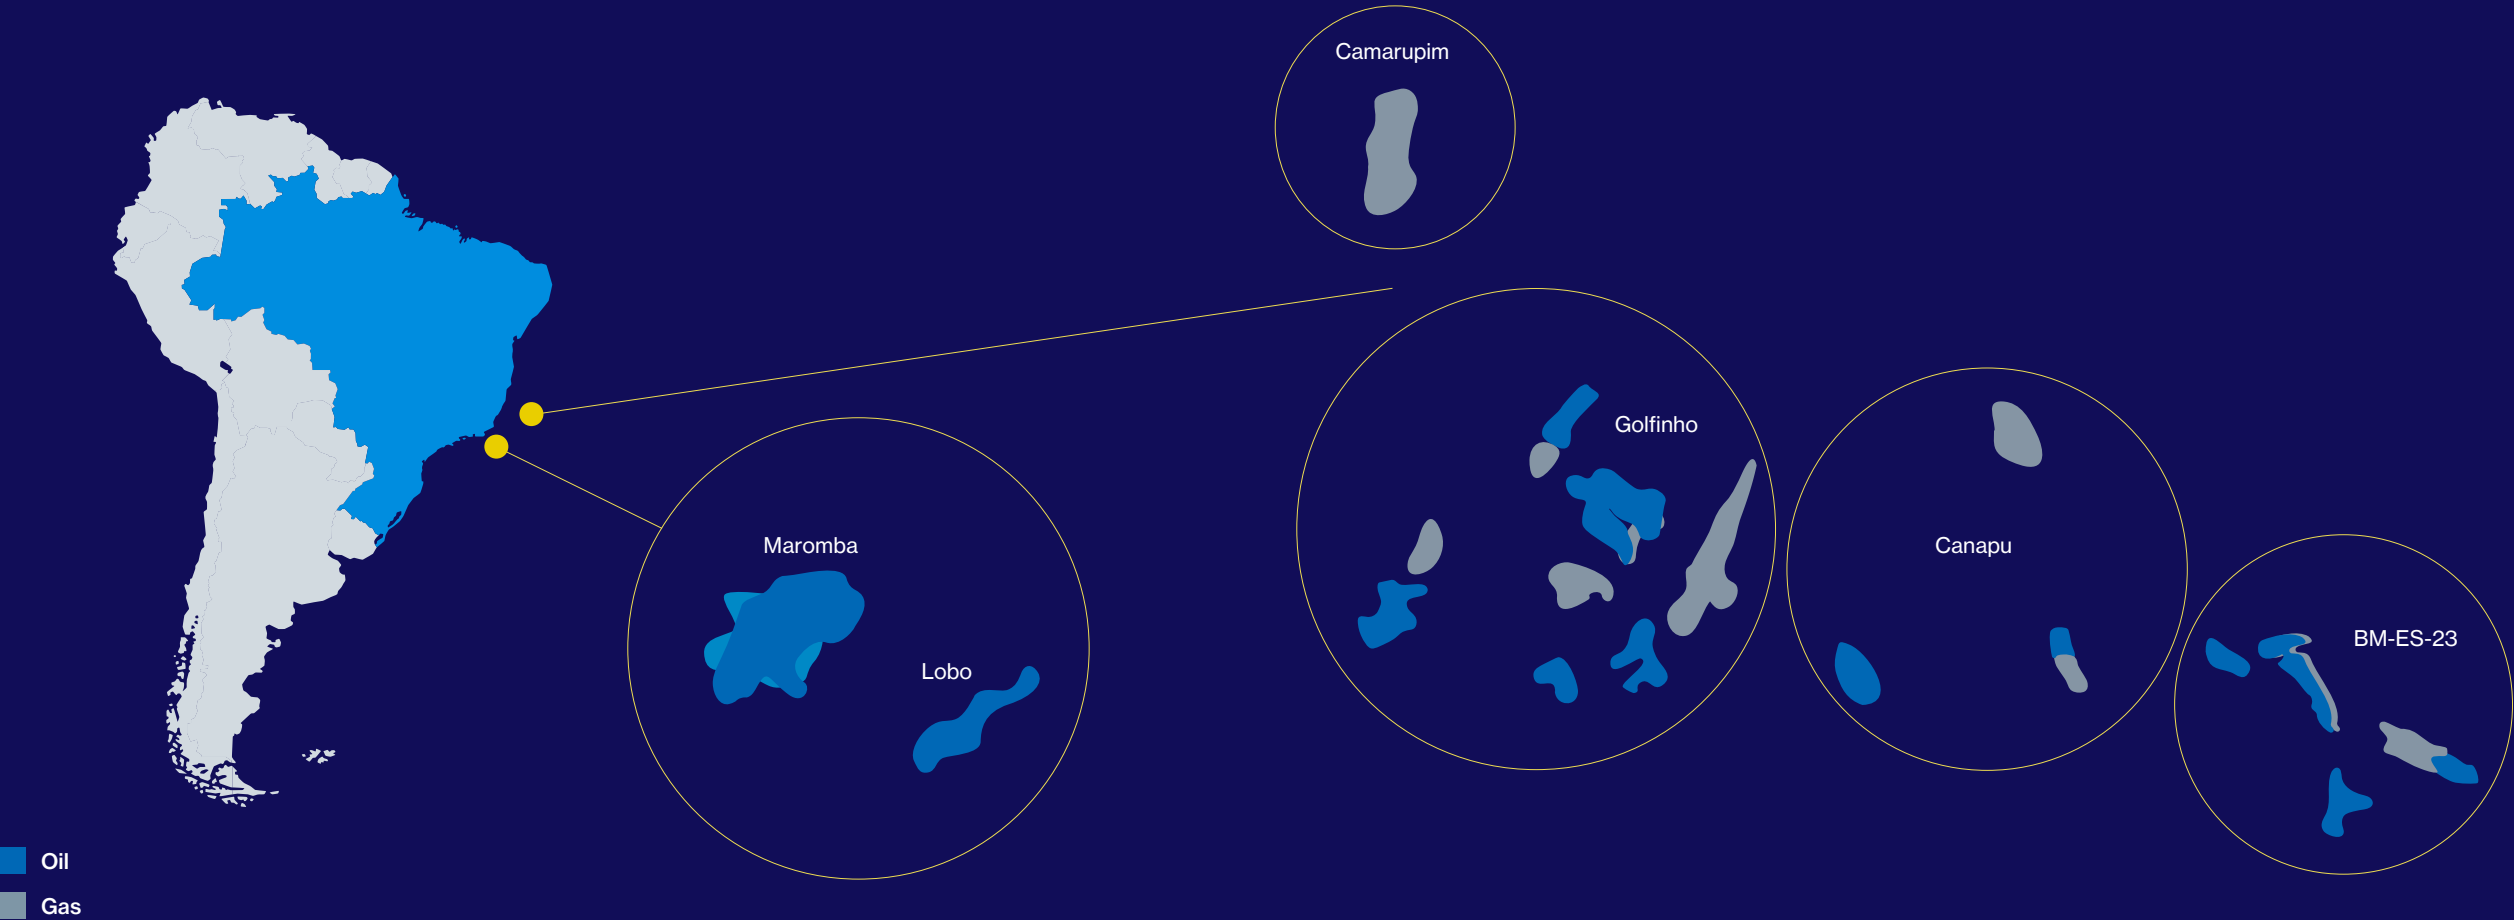 Camarupim
Golfinho
Maromba
Canapu
BM-ES-23
Lobo
Oil
Gas